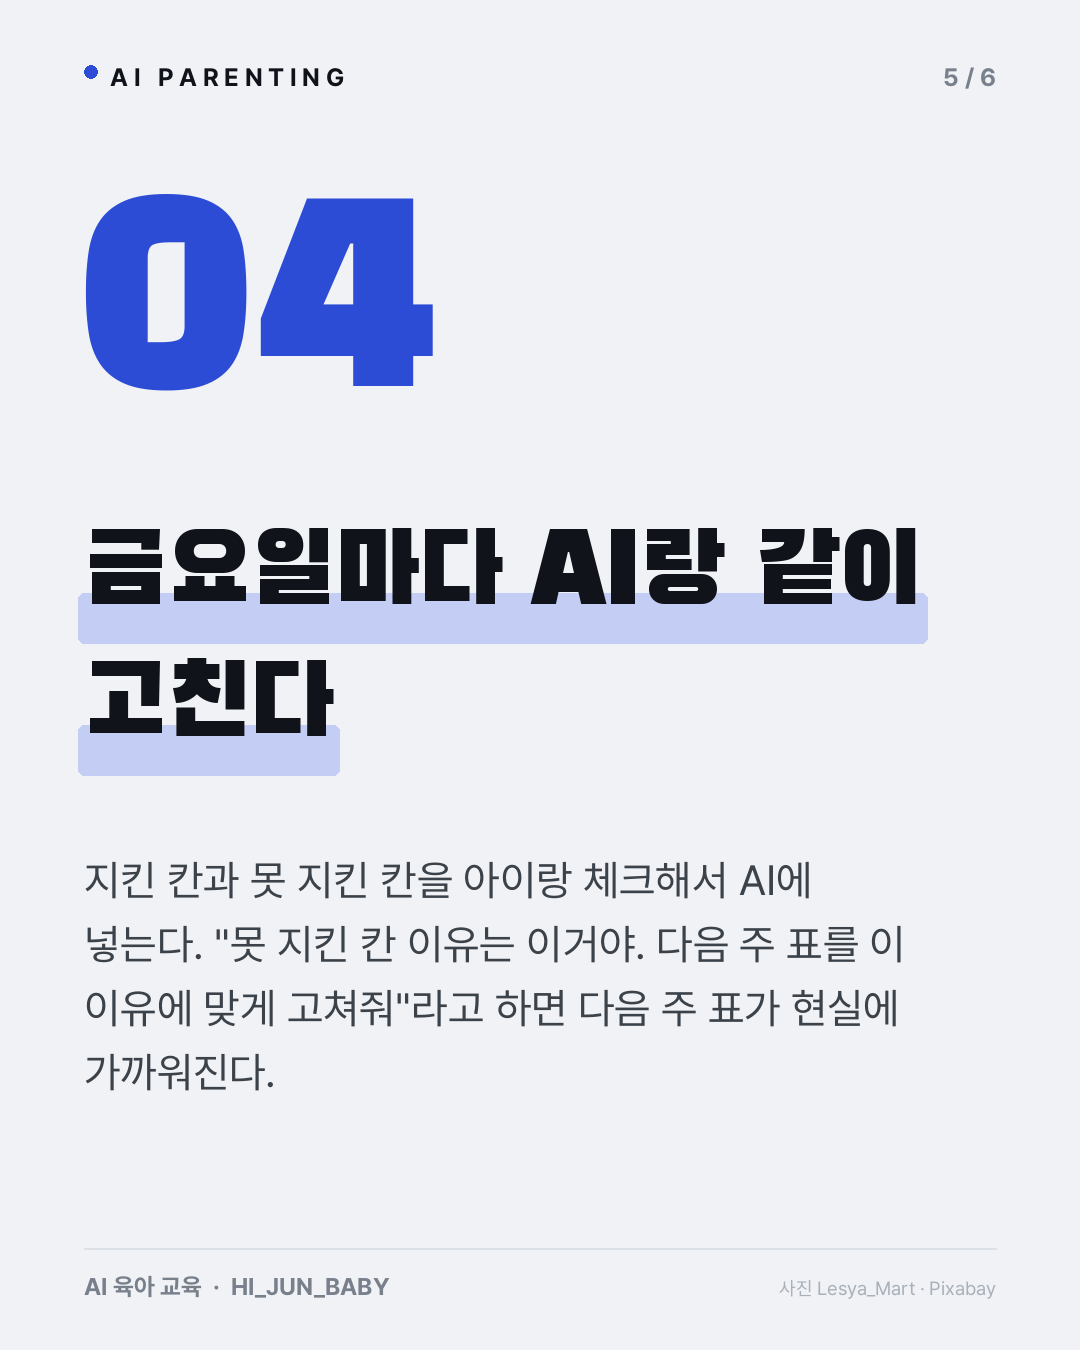 AI PARENTING
5 / 6
04
금요일마다 AI랑 같이
고친다
지킨 칸과 못 지킨 칸을 아이랑 체크해서 AI에
넣는다. "못 지킨 칸 이유는 이거야. 다음 주 표를 이
이유에 맞게 고쳐줘"라고 하면 다음 주 표가 현실에
가까워진다.
AI 육아 교육 · HI_JUN_BABY
사진 Lesya_Mart · Pixabay